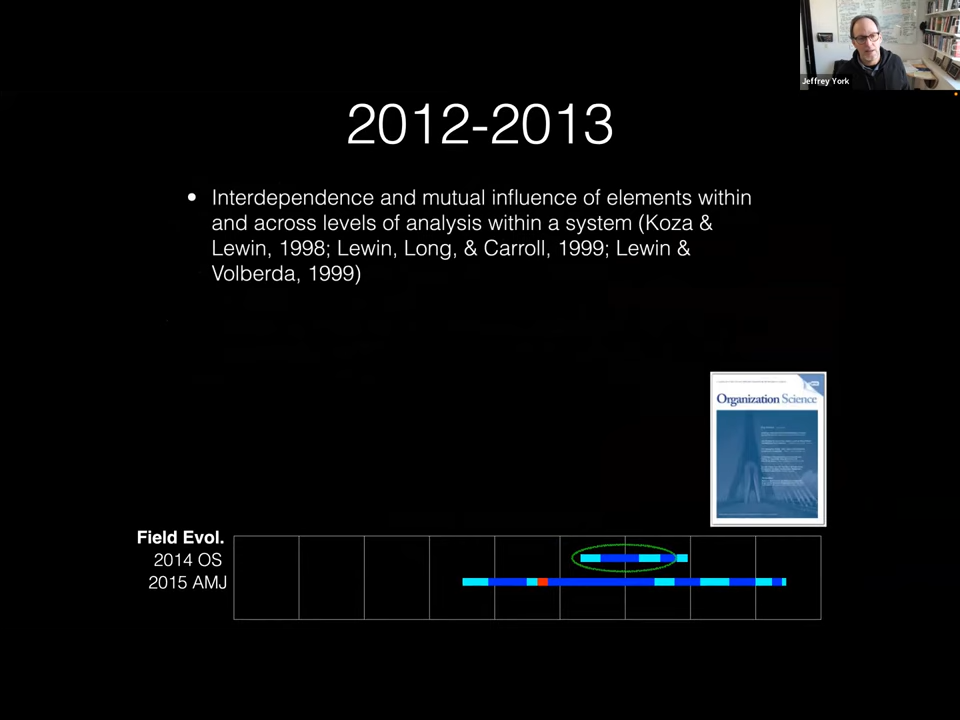 Jeffrey York
2012-2013
• Interdependence and mutual influence of elements within
and across levels of analysis within a system (Koza &
Lewin, 1998; Lewin, Long, & Carroll, 1999; Lewin &
Volberda, 1999)
Organization Science
Field Evol.
2014 OS
2015 AMJ